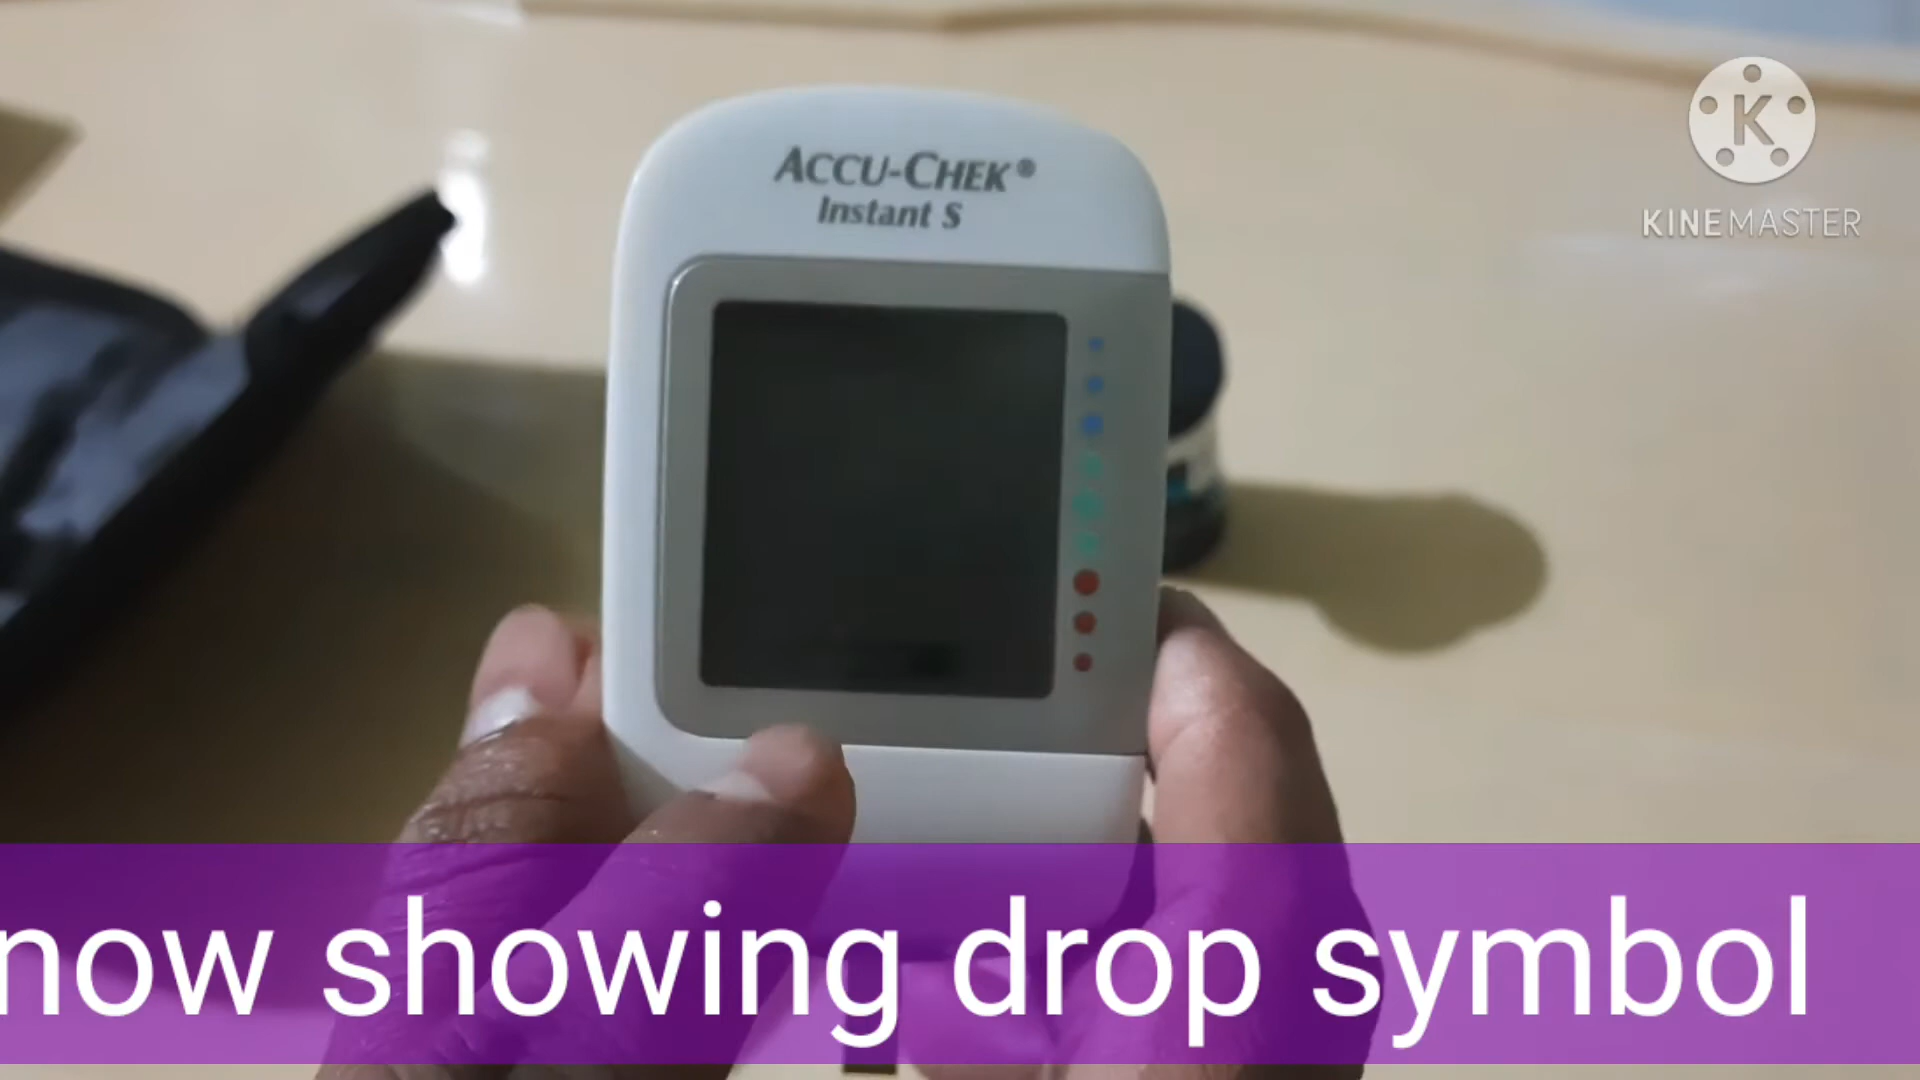 ACCU-CHEK®
Instant S
K
KINEMASTER
now showing drop symbol